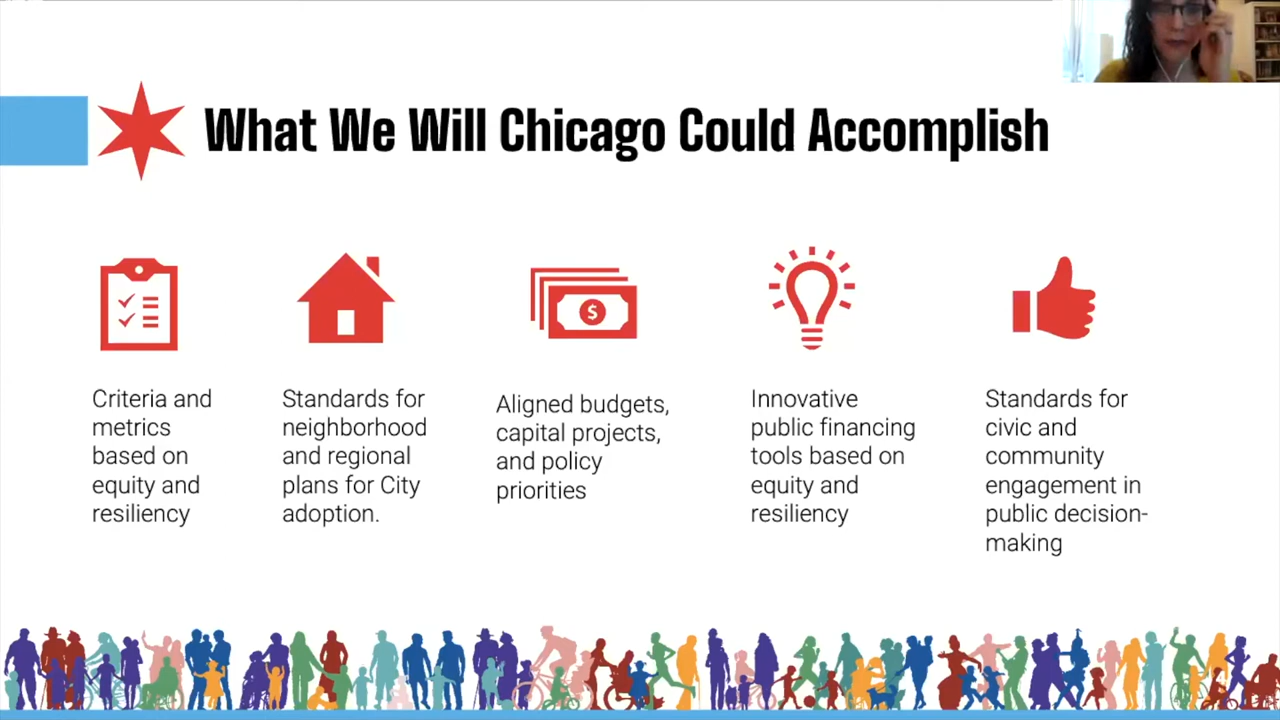 What We Will Chicago Could Accomplish
$
Criteria and
metrics
based on
equity and
resiliency
Standards for
neighborhood
and regional
plans for City
adoption.
Aligned budgets,
capital projects,
and policy
priorities
Innovative
public financing
tools based on
equity and
resiliency
Standards for
civic and
community
engagement in
public decision-
making